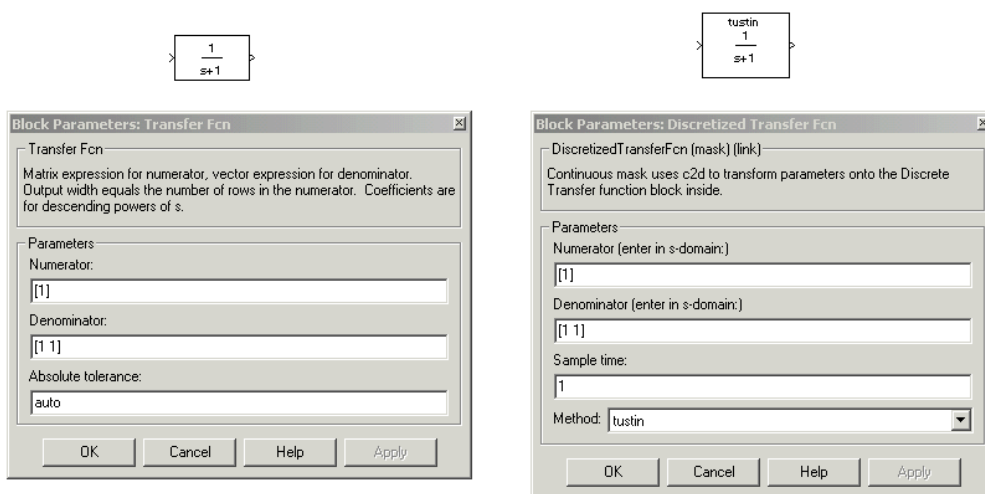 1
s+1
tustin
1
s+1
Block Parameters: Transfer Fcn
Transfer Fcn
Matrix expression for numerator, vector expression for denominator.
Output width equals the number of rows in the numerator. Coefficients are
for descending powers of s.
Parameters
Numerator:
[1]
Denominator:
[1 1]
Absolute tolerance:
auto
OK Cancel Help Apply
Block Parameters: Discretized Transfer Fcn
DiscretizedTransferFcn (mask) (link)
Continuous mask uses c2d to transform parameters onto the Discrete
Transfer function block inside.
Parameters
Numerator (enter in s-domain:)
[1]
Denominator (enter in s-domain:)
[1 1]
Sample time:
1
Method: tustin
OK Cancel Help Apply